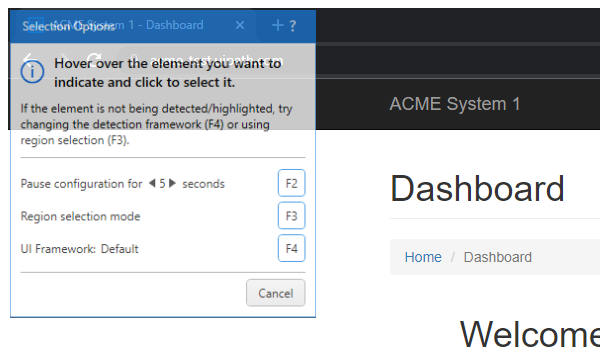 Selection Options
ACME System 1 - Dashboard
?
Hover over the element you want to
indicate and click to select it.
If the element is not being detected/highlighted, try
changing the detection framework (F4) or using
region selection (F3).
Pause configuration for 5 seconds
F2
Region selection mode
F3
UI Framework: Default
F4
Cancel
ACME System 1
Dashboard
Home / Dashboard
Welcome